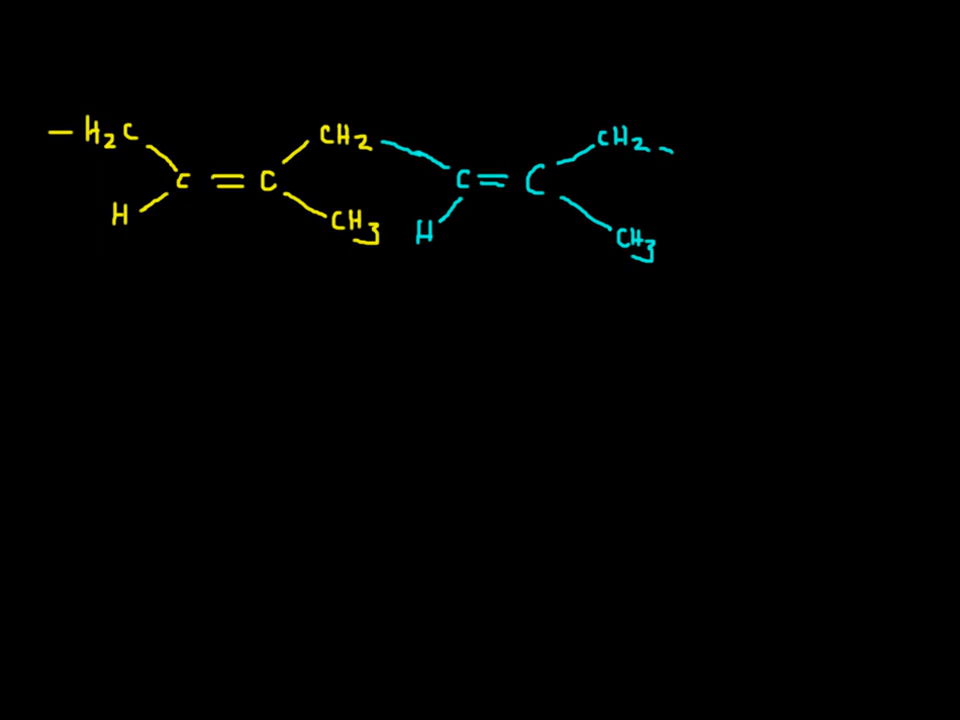 – H₂C CH₂ CH₂ –
C = C C = C
H CH₃ H CH₃